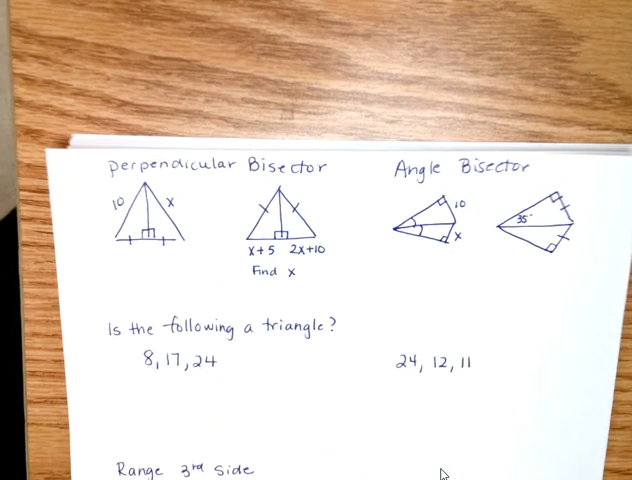 Perpendicular Bisector
Angle Bisector
10 x
x+5 2x+10
Find x
10
x
35°
Is the following a triangle?
8, 17, 24
24, 12, 11
Range 3rd side